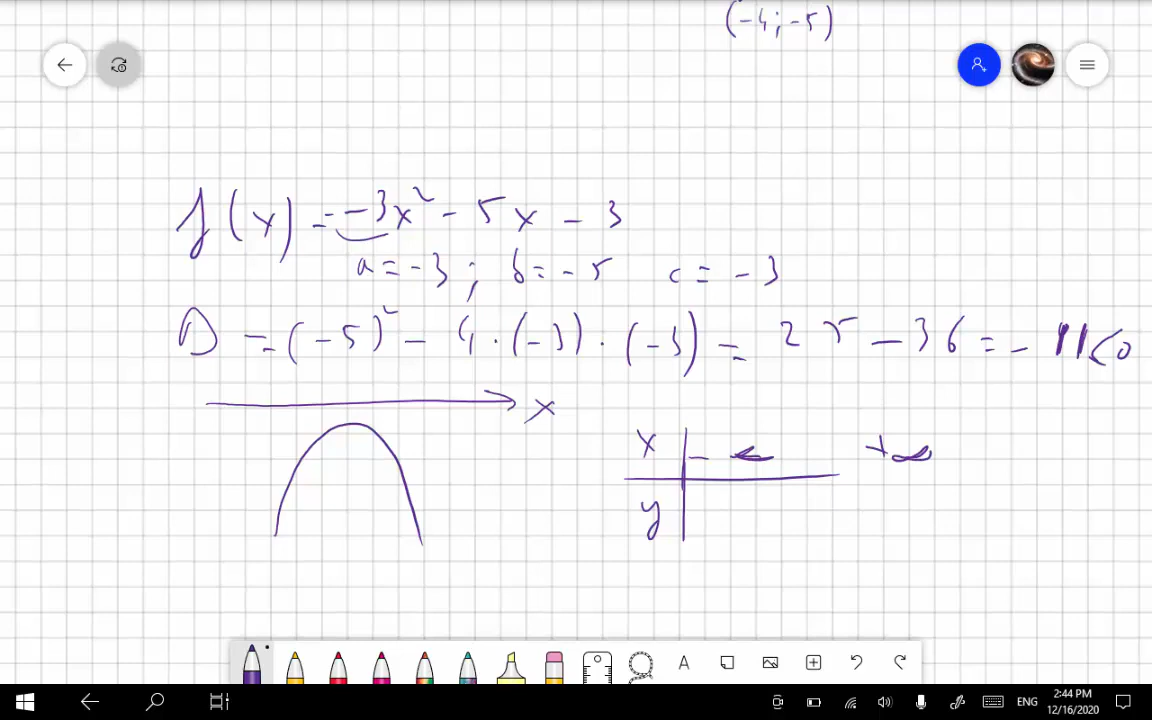 (-4; -5)
f(x) = -3x² - 5x - 3
a = -3 ; b = -5 c = -3
D = (-5)² - 4 · (-3) · (-3) = 25 - 36 = -11 < 0
x
x - ∞ +∞
y
A
ENG
2:44 PM
12/16/2020